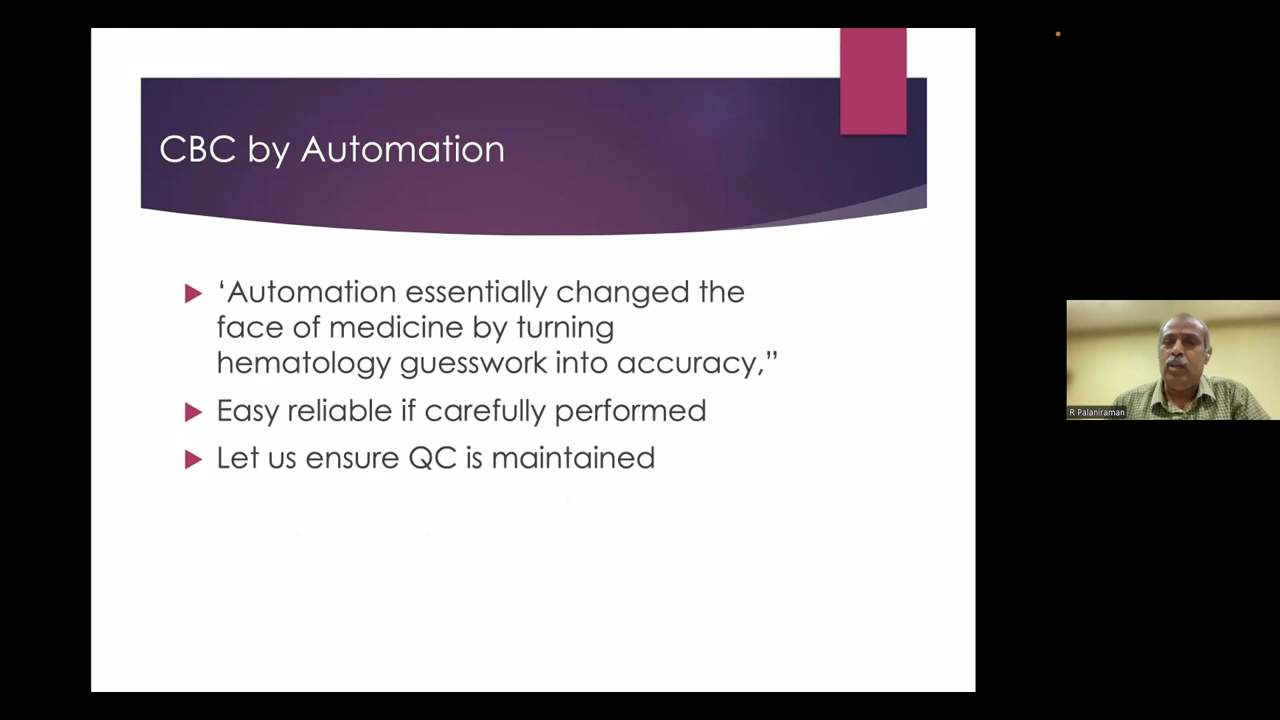 CBC by Automation
‘Automation essentially changed the
face of medicine by turning
hematology guesswork into accuracy,”
Easy reliable if carefully performed
Let us ensure QC is maintained
R Palaniraman